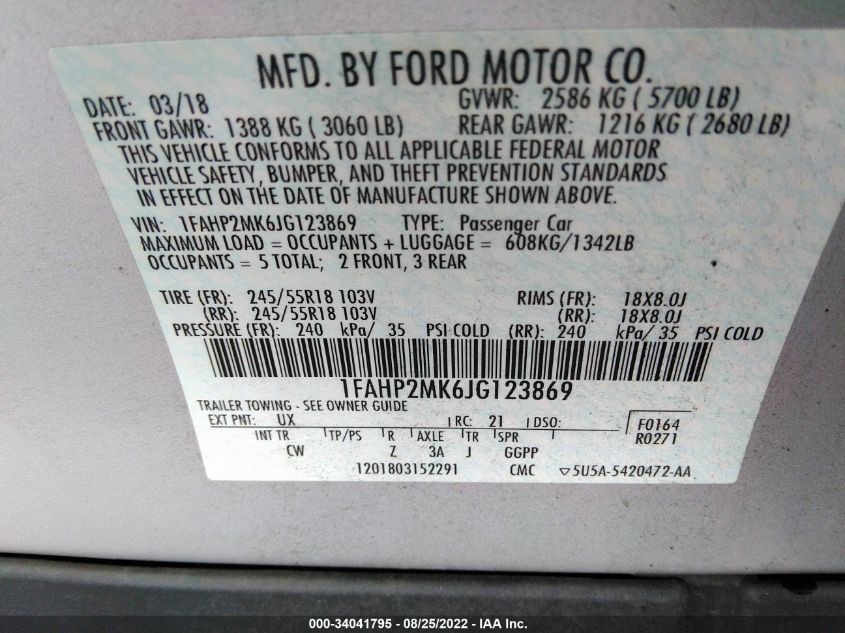 MFD. BY FORD MOTOR CO.
DATE: 03/18 GVWR: 2586 KG ( 5700 LB)
FRONT GAWR: 1388 KG ( 3060 LB) REAR GAWR: 1216 KG ( 2680 LB)
THIS VEHICLE CONFORMS TO ALL APPLICABLE FEDERAL MOTOR
VEHICLE SAFETY, BUMPER, AND THEFT PREVENTION STANDARDS
IN EFFECT ON THE DATE OF MANUFACTURE SHOWN ABOVE.
VIN: 1FAHP2MK6JG123869 TYPE: Passenger Car
MAXIMUM LOAD = OCCUPANTS + LUGGAGE = 608KG/1342LB
OCCUPANTS = 5 TOTAL; 2 FRONT, 3 REAR
TIRE (FR): 245/55R18 103V RIMS (FR): 18X8.0J
(RR): 245/55R18 103V (RR): 18X8.0J
PRESSURE (FR): 240 kPa/ 35 PSI COLD (RR): 240 kPa/ 35 PSI COLD
1FAHP2MK6JG123869
TRAILER TOWING - SEE OWNER GUIDE
EXT PNT: UX RC: 21 DSO: F0164
INT TR TP/PS R AXLE TR SPR R0271
CW Z 3A J GGPP
1201803152291 CMC ▽5U5A-5420472-AA
000-34041795 - 08/25/2022 - IAA Inc.